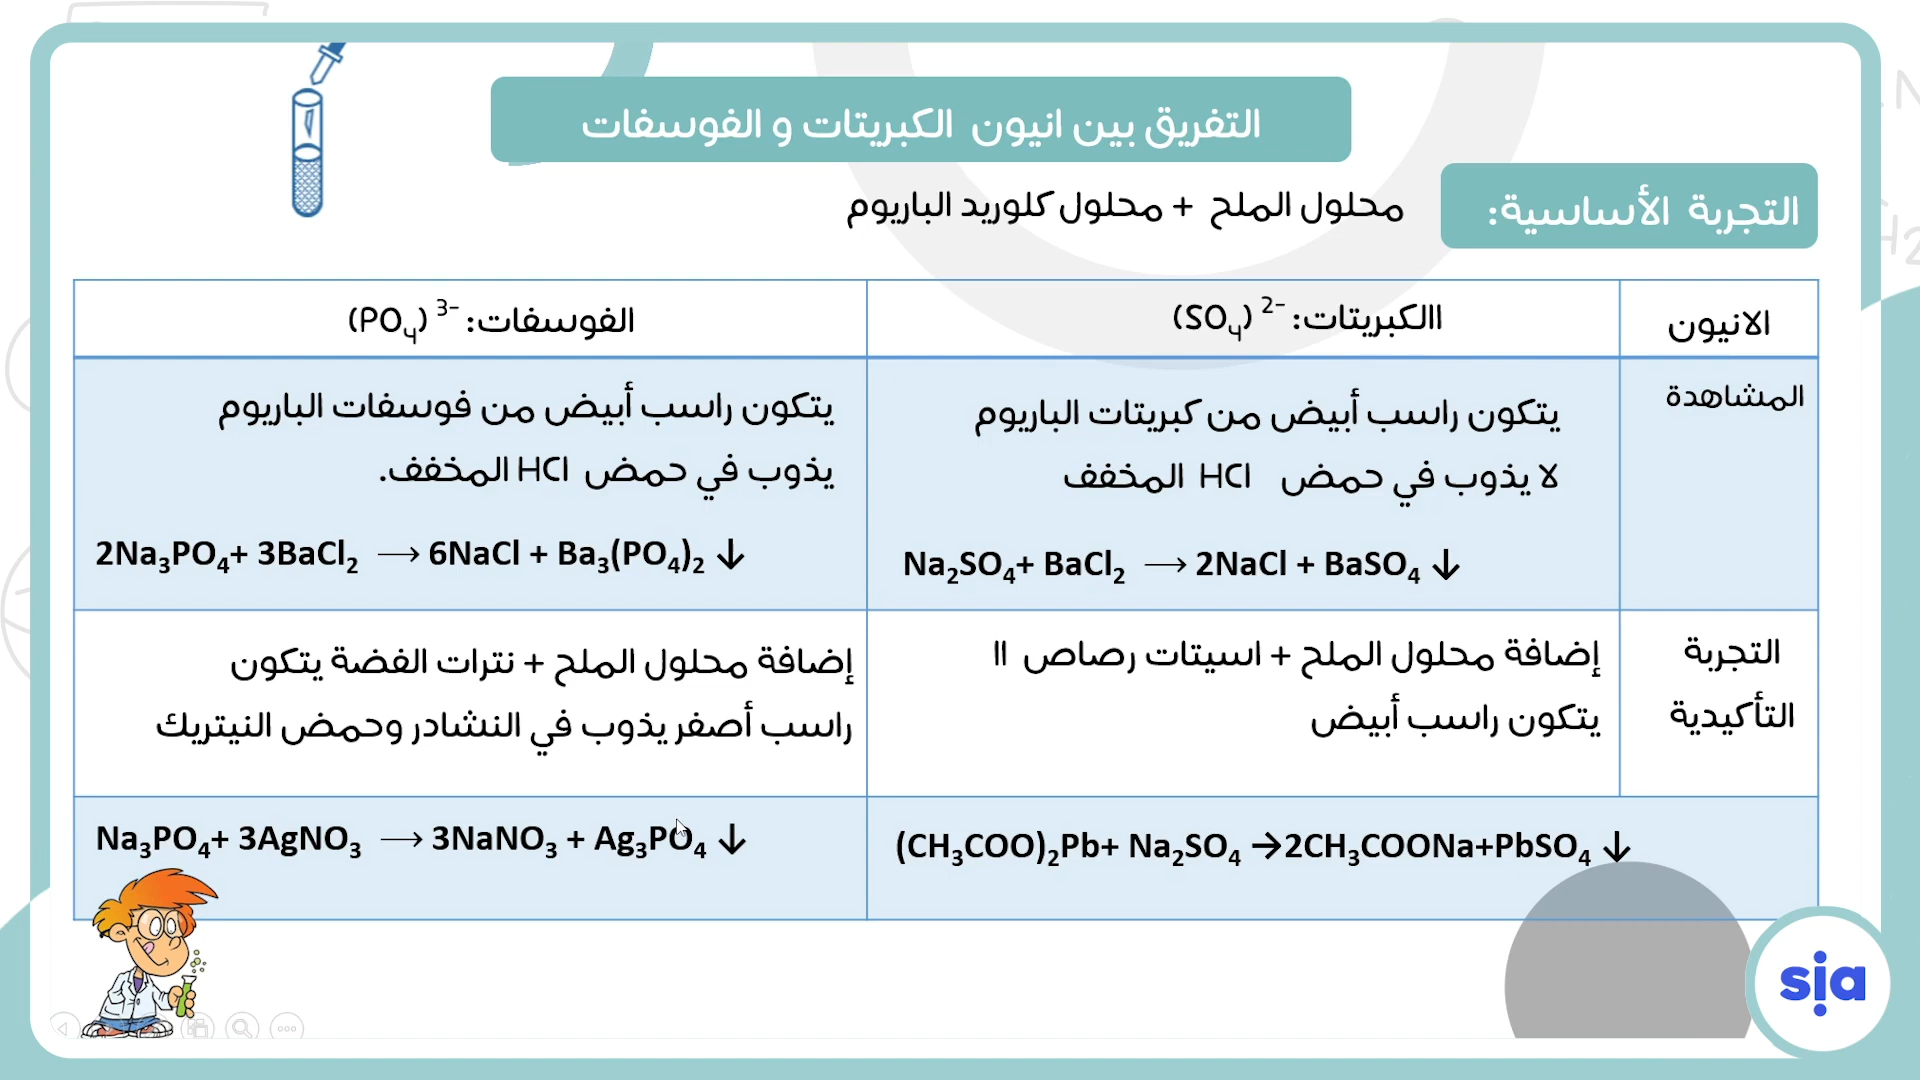 التفريق بين انيون الكبريتات و الفوسفات
التجربة الأساسية:
محلول الملح + محلول كلوريد الباريوم
الانيون
االكبريتات: (SO₄)²⁻
الفوسفات: (PO₄)³⁻
المشاهدة
يتكون راسب أبيض من كبريتات الباريوم
لا يذوب في حمض HCl المخفف
Na₂SO₄+ BaCl₂ ⟶ 2NaCl + BaSO₄ ↓
يتكون راسب أبيض من فوسفات الباريوم
يذوب في حمض HCl المخفف.
2Na₃PO₄+ 3BaCl₂ ⟶ 6NaCl + Ba₃(PO₄)₂ ↓
التجربة
التأكيدية
إضافة محلول الملح + اسيتات رصاص II
يتكون راسب أبيض
إضافة محلول الملح + نترات الفضة يتكون
راسب أصفر يذوب في النشادر وحمض النيتريك
(CH₃COO)₂Pb+ Na₂SO₄ →2CH₃COONa+PbSO₄ ↓
Na₃PO₄+ 3AgNO₃ ⟶ 3NaNO₃ + Ag₃PO₄ ↓
sia